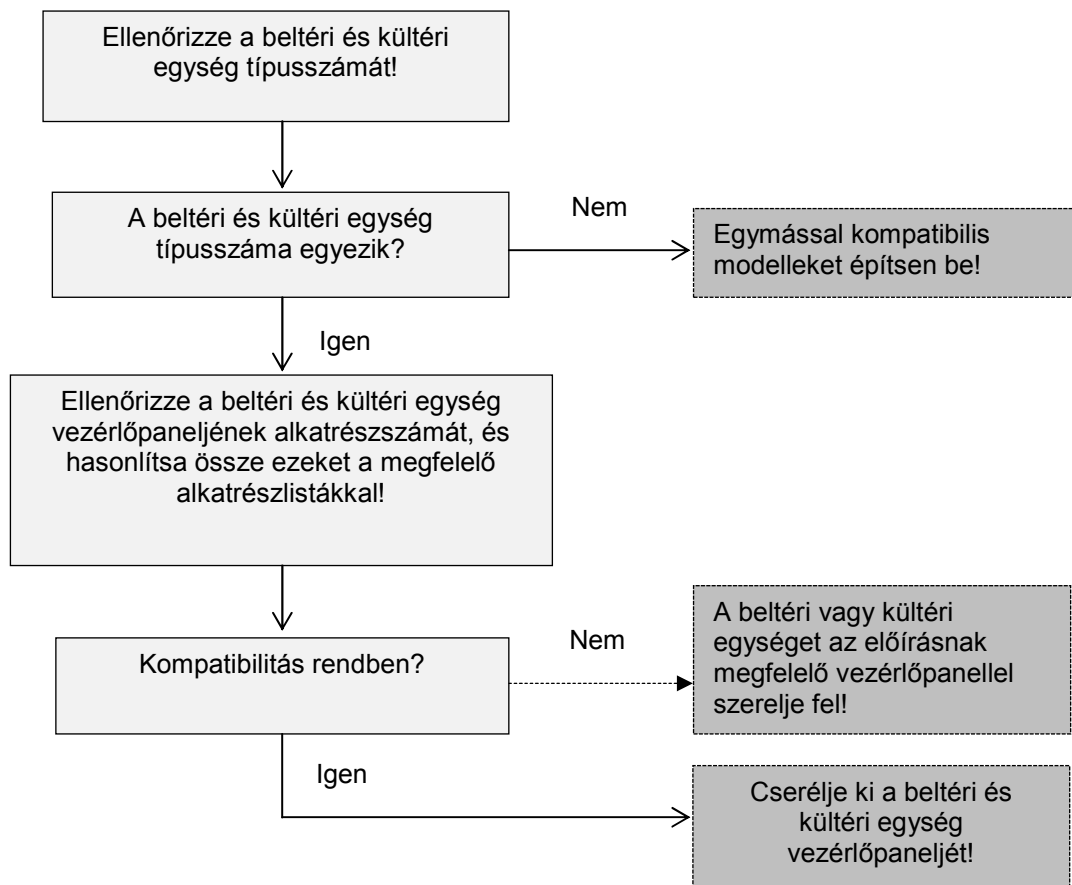 Ellenőrizze a beltéri és kültéri
egység típusszámát!
A beltéri és kültéri egység
típusszáma egyezik?
Nem
Egymással kompatibilis
modelleket építsen be!
Igen
Ellenőrizze a beltéri és kültéri egység
vezérlőpaneljének alkatrészszámát, és
hasonlítsa össze ezeket a megfelelő
alkatrészlistákkal!
Kompatibilitás rendben?
Nem
A beltéri vagy kültéri
egységet az előírásnak
megfelelő vezérlőpanellel
szerelje fel!
Igen
Cserélje ki a beltéri és
kültéri egység
vezérlőpaneljét!